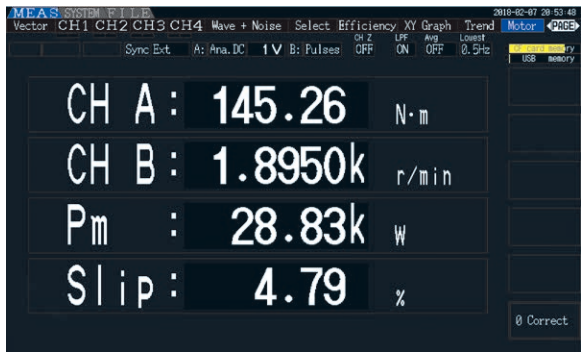 MEAS SYSTEM FILE 2018-02-07 20:53:48
Vector CH1 CH2 CH3 CH4 Wave + Noise Select Efficiency XY Graph Trend Motor PAGE
CH Z LPF Avg Lowest
Sync Ext A: Ana.DC 1V B: Pulses OFF ON OFF 0.5Hz
CF card memory
USB memory
CH A: 145.26 N·m
CH B: 1.8950k r/min
Pm : 28.83k W
Slip: 4.79 %
0 Correct